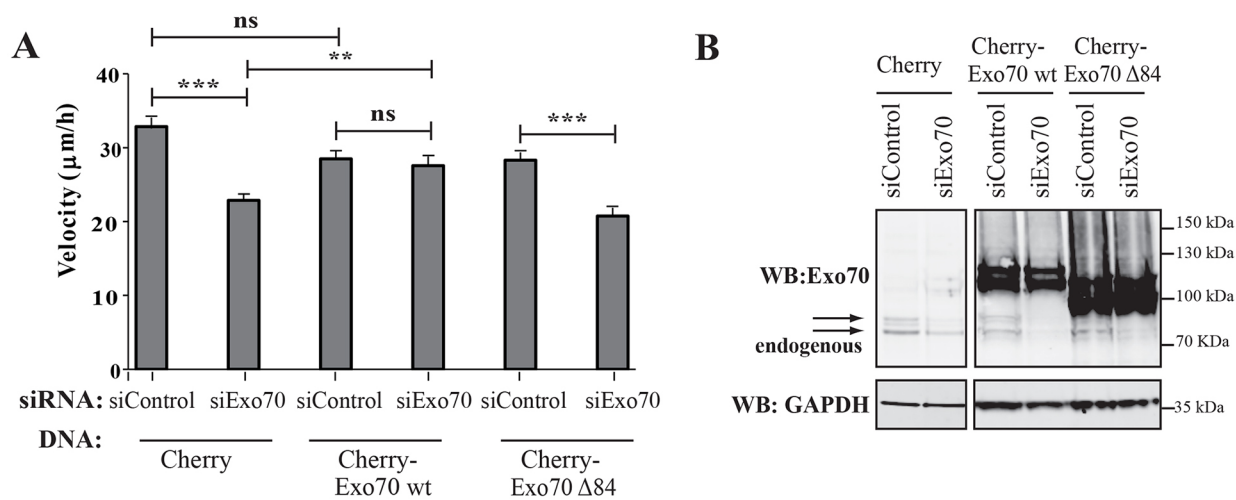 A
ns
**
***
ns
***
Velocity (μm/h)
40
30
20
10
0
siRNA: siControl siExo70 siControl siExo70 siControl siExo70
DNA:
Cherry
Cherry-
Exo70 wt
Cherry-
Exo70 Δ84
B
Cherry
Cherry-
Exo70 wt
Cherry-
Exo70 Δ84
siControl
siExo70
siControl
siExo70
siControl
siExo70
WB:Exo70
endogenous
150 kDa
130 kDa
100 kDa
70 KDa
WB: GAPDH
35 kDa